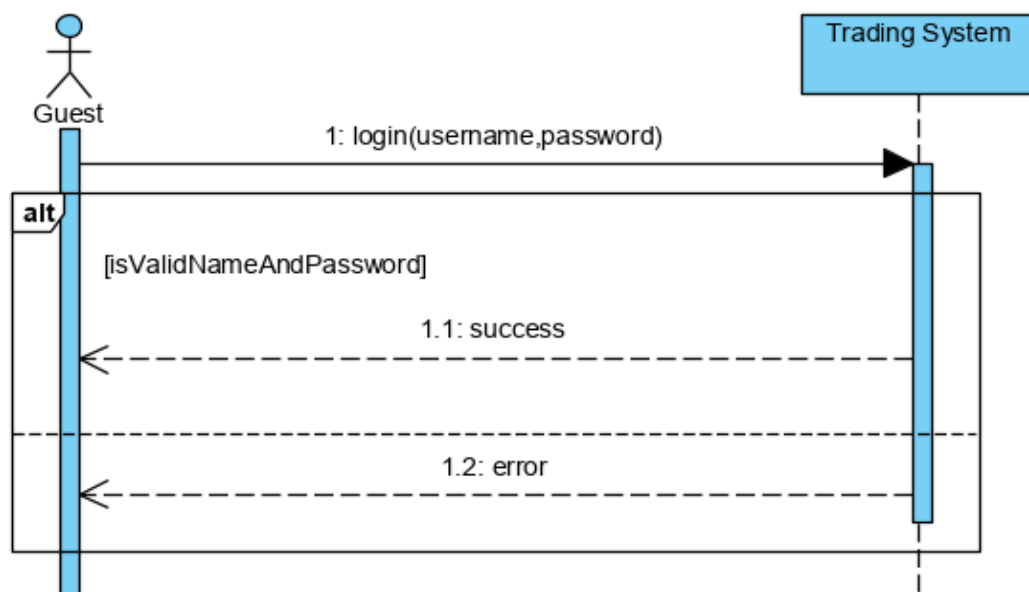 Trading System
Guest
1: login(username,password)
alt
[isValidNameAndPassword]
1.1: success
1.2: error